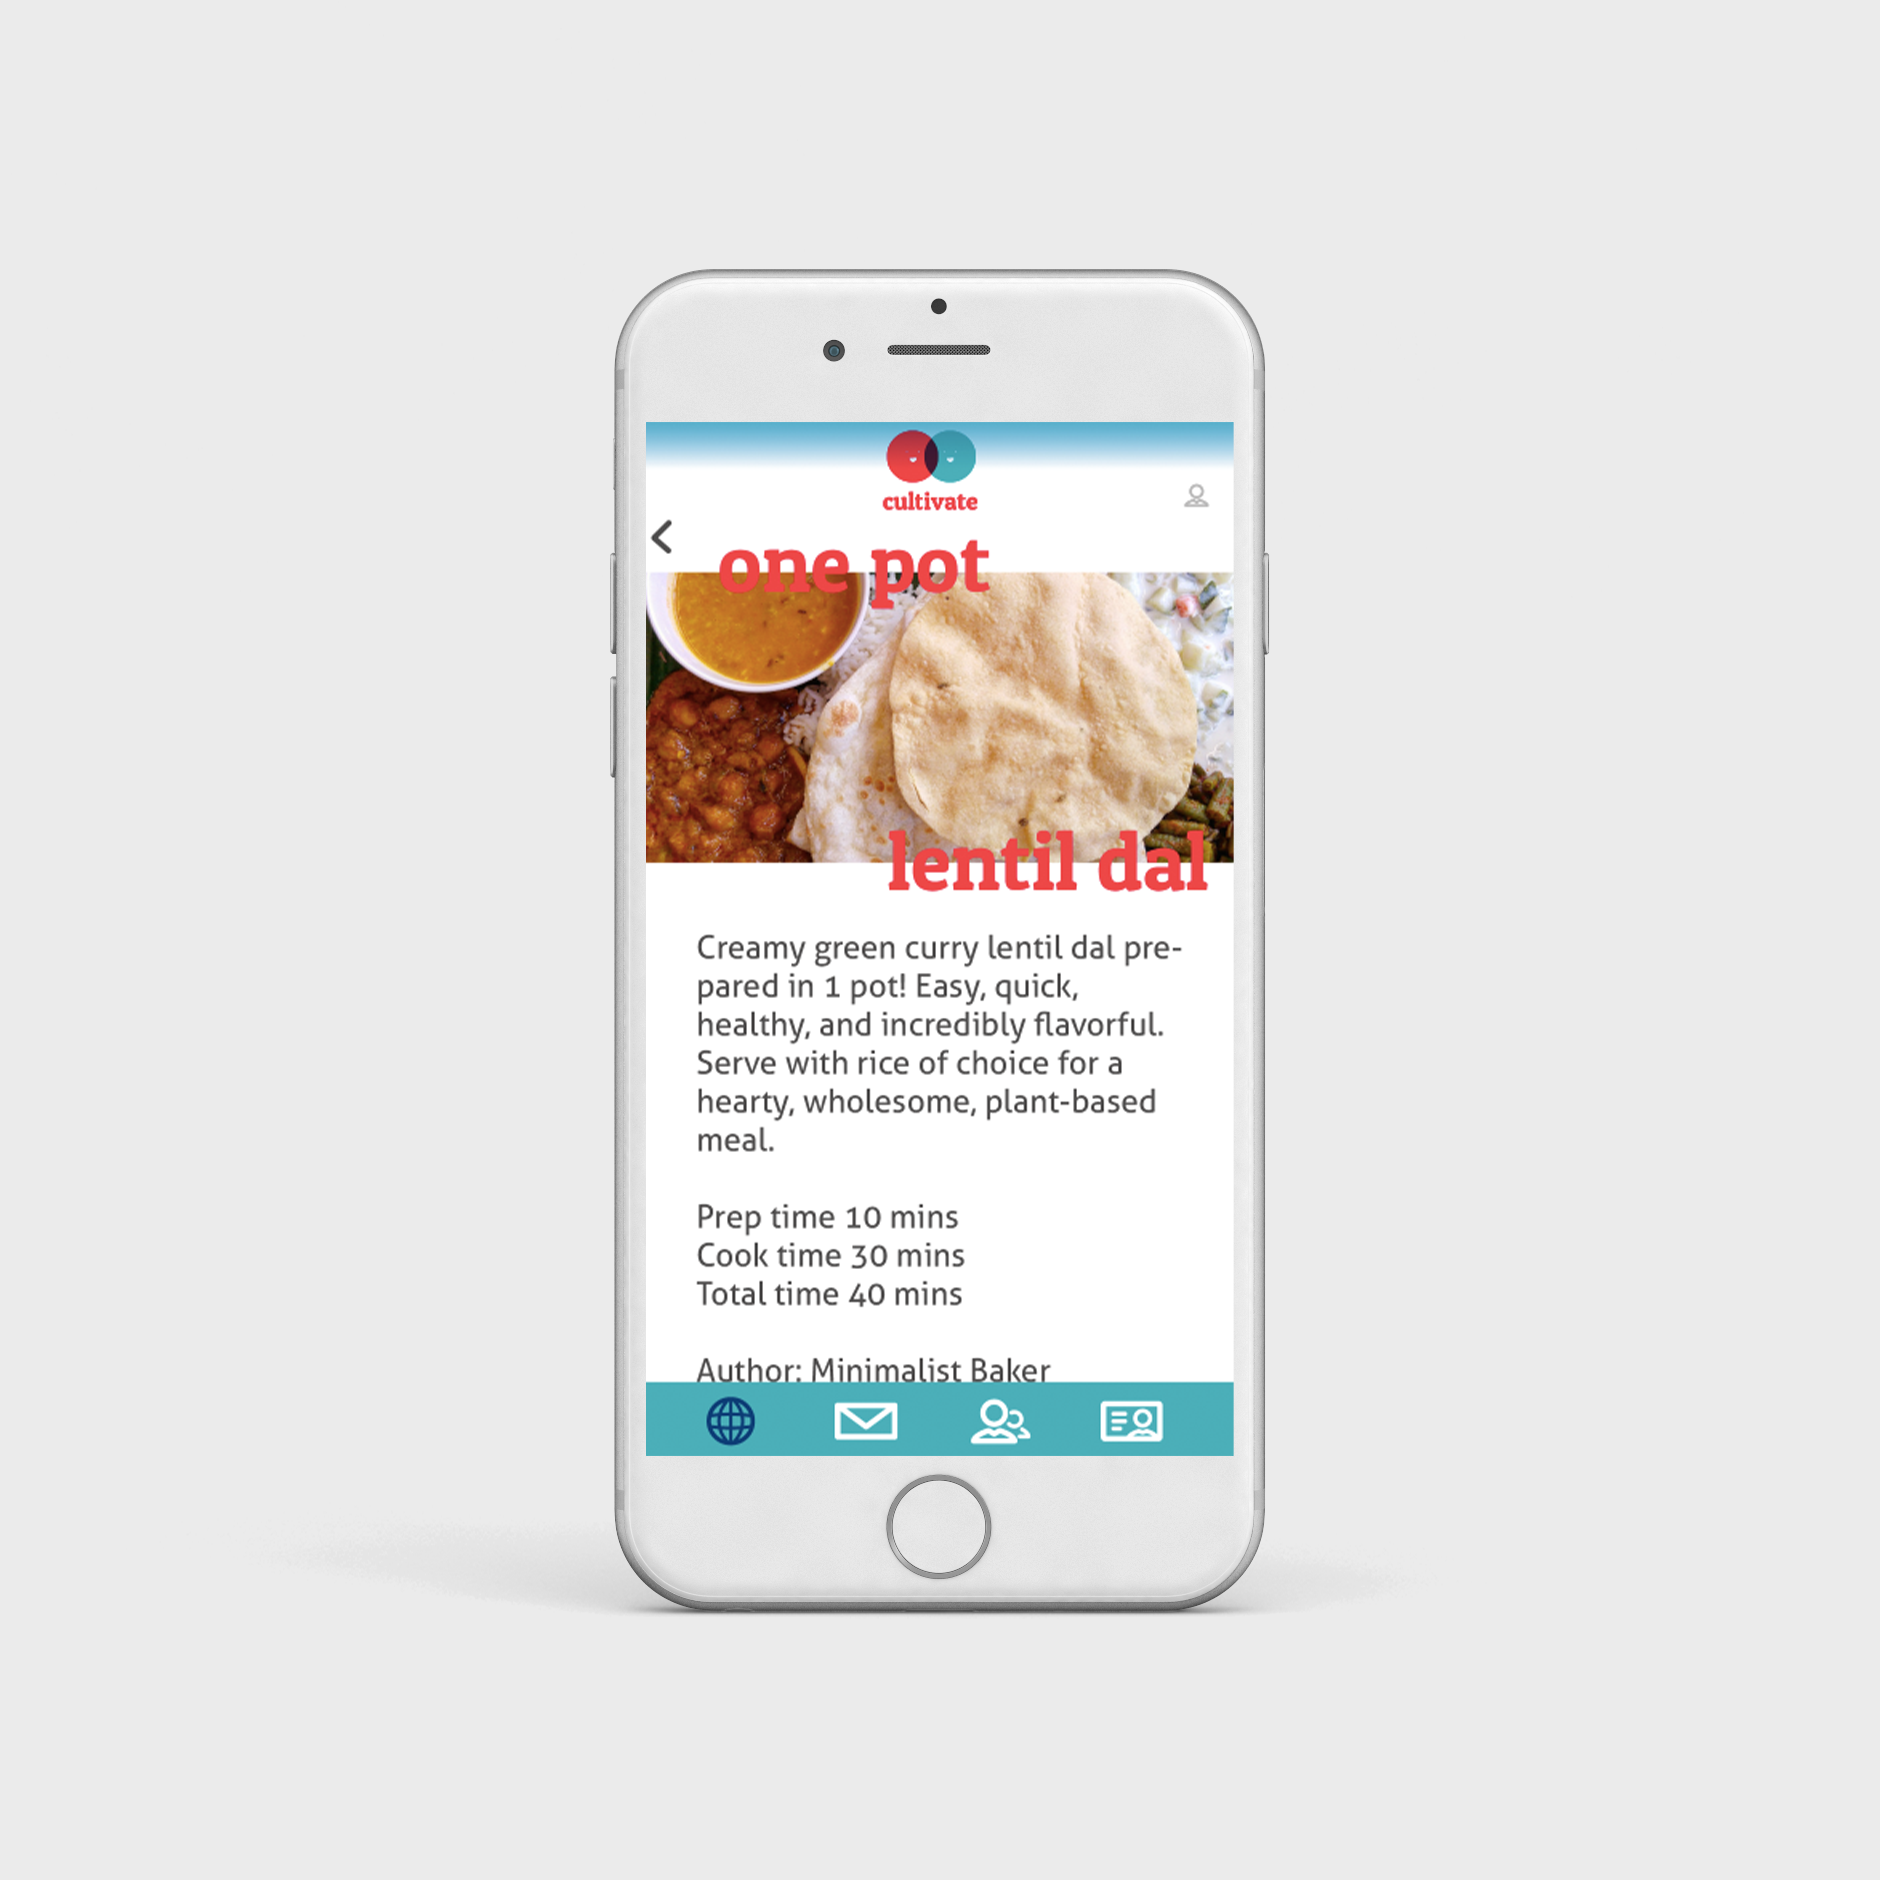 cultivate
one pot
lentil dal
Creamy green curry lentil dal pre-
pared in 1 pot! Easy, quick,
healthy, and incredibly flavorful.
Serve with rice of choice for a
hearty, wholesome, plant-based
meal.
Prep time 10 mins
Cook time 30 mins
Total time 40 mins
Author: Minimalist Baker